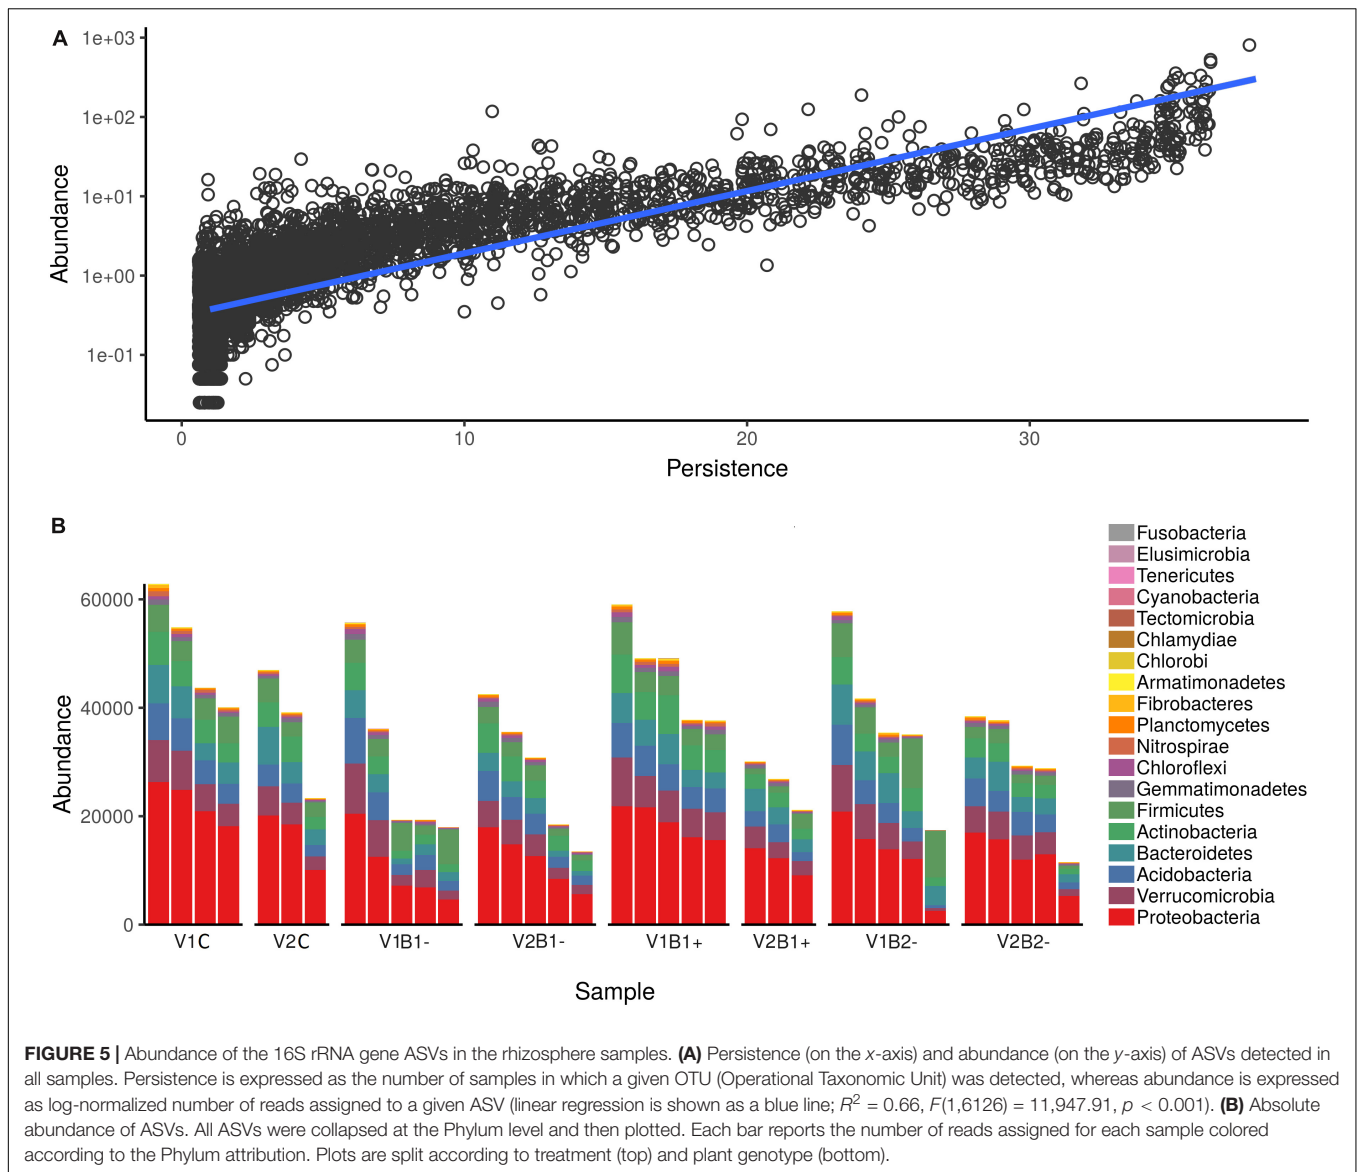 A
1e+03
1e+02
1e+01
1e+00
1e-01
Abundance
0 10 20 30
Persistence
B
60000
40000
20000
0
Abundance
V1C V2C V1B1- V2B1- V1B1+ V2B1+ V1B2- V2B2-
Sample
Fusobacteria
Elusimicrobia
Tenericutes
Cyanobacteria
Tectomicrobia
Chlamydiae
Chlorobi
Armatimonadetes
Fibrobacteres
Planctomycetes
Nitrospirae
Chloroflexi
Gemmatimonadetes
Firmicutes
Actinobacteria
Bacteroidetes
Acidobacteria
Verrucomicrobia
Proteobacteria
FIGURE 5 | Abundance of the 16S rRNA gene ASVs in the rhizosphere samples. (A) Persistence (on the x-axis) and abundance (on the y-axis) of ASVs detected in
all samples. Persistence is expressed as the number of samples in which a given OTU (Operational Taxonomic Unit) was detected, whereas abundance is expressed
as log-normalized number of reads assigned to a given ASV (linear regression is shown as a blue line; R² = 0.66, F(1,6126) = 11,947.91, p < 0.001). (B) Absolute
abundance of ASVs. All ASVs were collapsed at the Phylum level and then plotted. Each bar reports the number of reads assigned for each sample colored
according to the Phylum attribution. Plots are split according to treatment (top) and plant genotype (bottom).